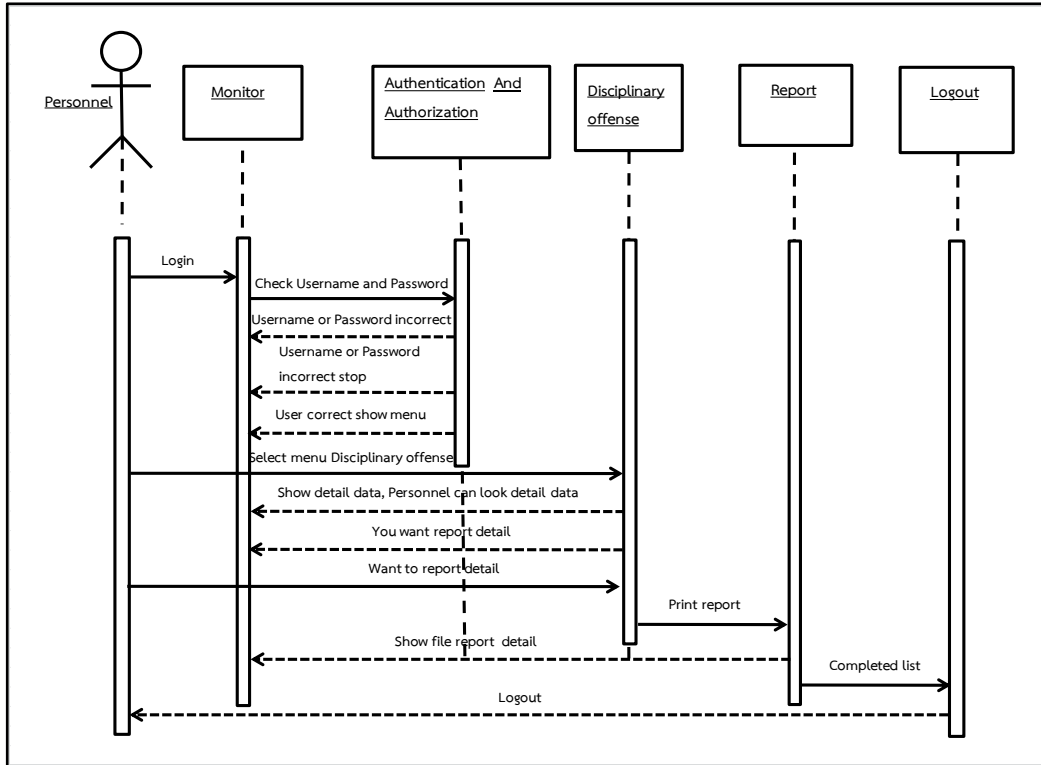 Personnel
Monitor
Authentication And
Authorization
Disciplinary
offense
Report
Logout
Login
Check Username and Password
Username or Password incorrect
Username or Password
incorrect stop
User correct show menu
Select menu Disciplinary offense
Show detail data, Personnel can look detail data
You want report detail
Want to report detail
Print report
Show file report detail
Completed list
Logout